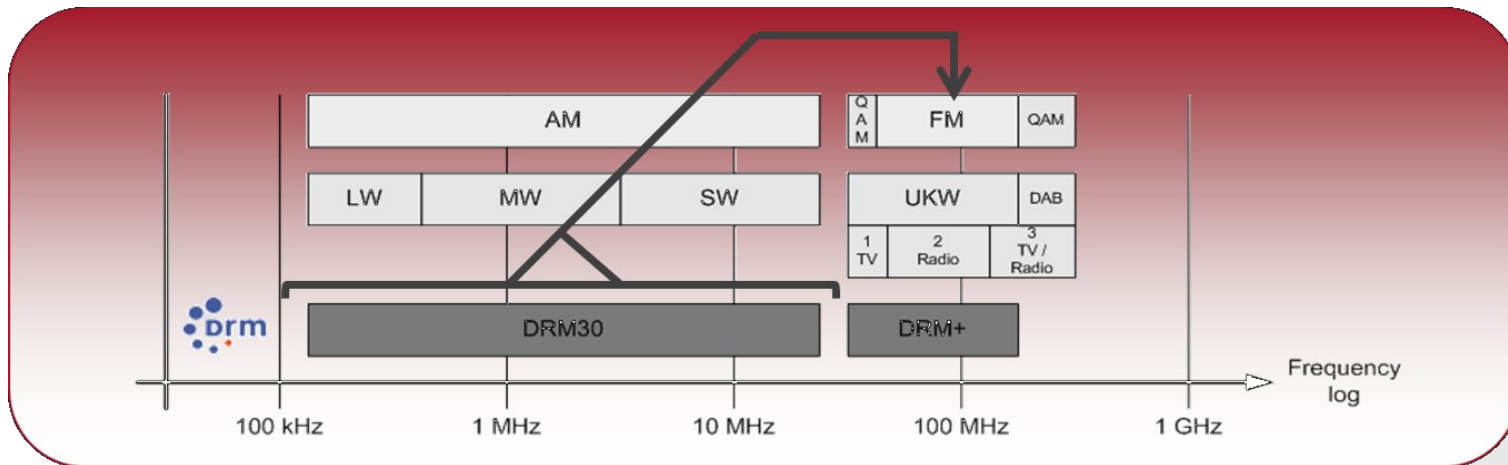 AM
Q
A
M
FM
QAM
LW
MW
SW
UKW
DAB
1
TV
2
Radio
3
TV /
Radio
Drm
DRM30
DRM+
Frequency
log
100 kHz
1 MHz
10 MHz
100 MHz
1 GHz